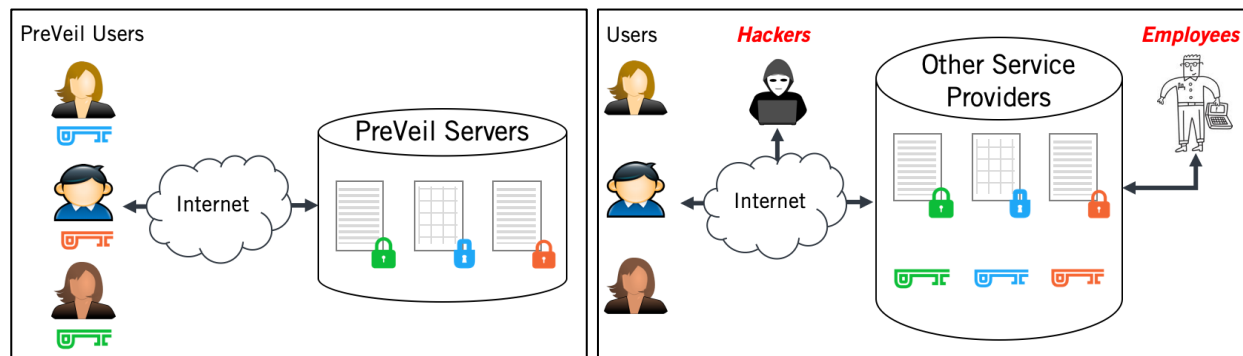 PreVeil Users
PreVeil Servers
Internet
Users
Hackers
Employees
Other Service
Providers
Internet